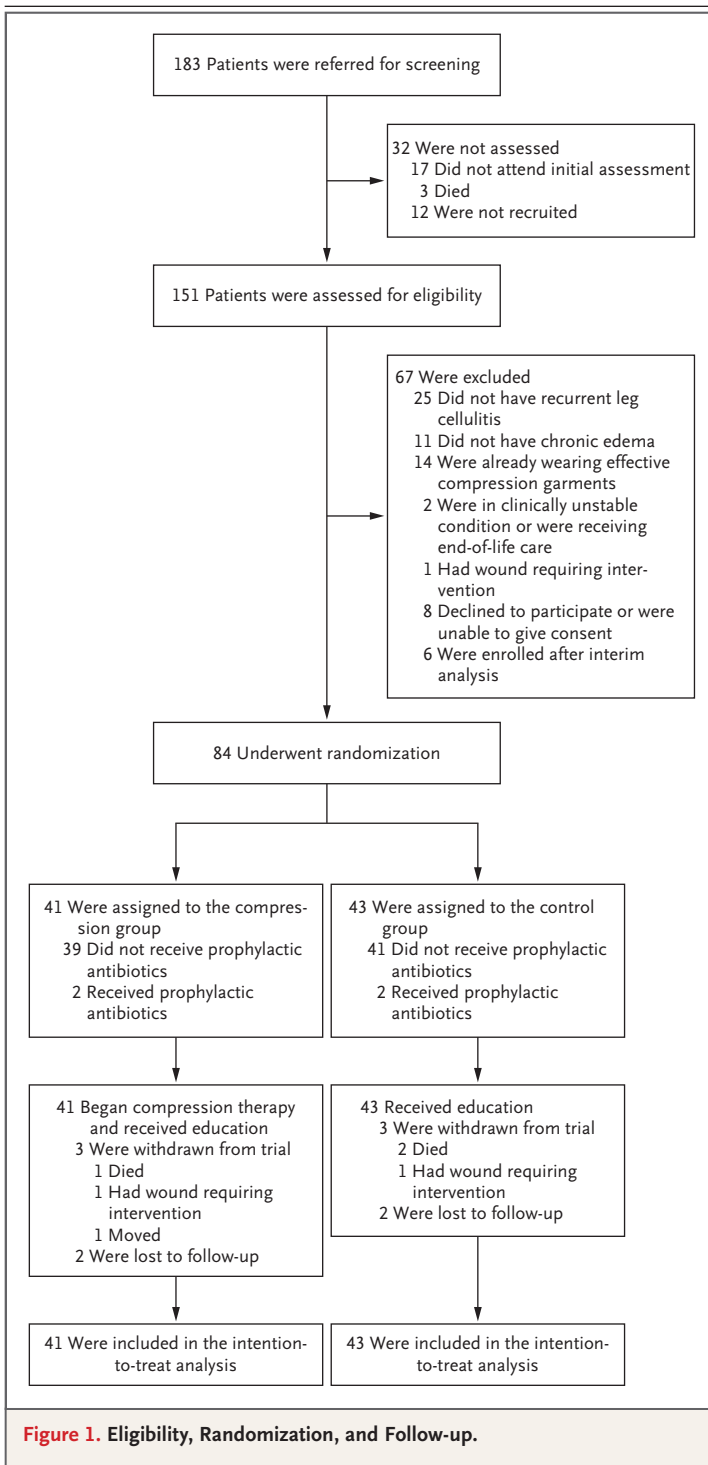 183 Patients were referred for screening
32 Were not assessed
17 Did not attend initial assessment
3 Died
12 Were not recruited
151 Patients were assessed for eligibility
67 Were excluded
25 Did not have recurrent leg
cellulitis
11 Did not have chronic edema
14 Were already wearing effective
compression garments
2 Were in clinically unstable
condition or were receiving
end-of-life care
1 Had wound requiring inter-
vention
8 Declined to participate or were
unable to give consent
6 Were enrolled after interim
analysis
84 Underwent randomization
41 Were assigned to the compres-
sion group
39 Did not receive prophylactic
antibiotics
2 Received prophylactic
antibiotics
43 Were assigned to the control
group
41 Did not receive prophylactic
antibiotics
2 Received prophylactic
antibiotics
41 Began compression therapy
and received education
3 Were withdrawn from trial
1 Died
1 Had wound requiring
intervention
1 Moved
2 Were lost to follow-up
43 Received education
3 Were withdrawn from trial
2 Died
1 Had wound requiring
intervention
2 Were lost to follow-up
41 Were included in the intention-
to-treat analysis
43 Were included in the intention-
to-treat analysis
Figure 1. Eligibility, Randomization, and Follow-up.